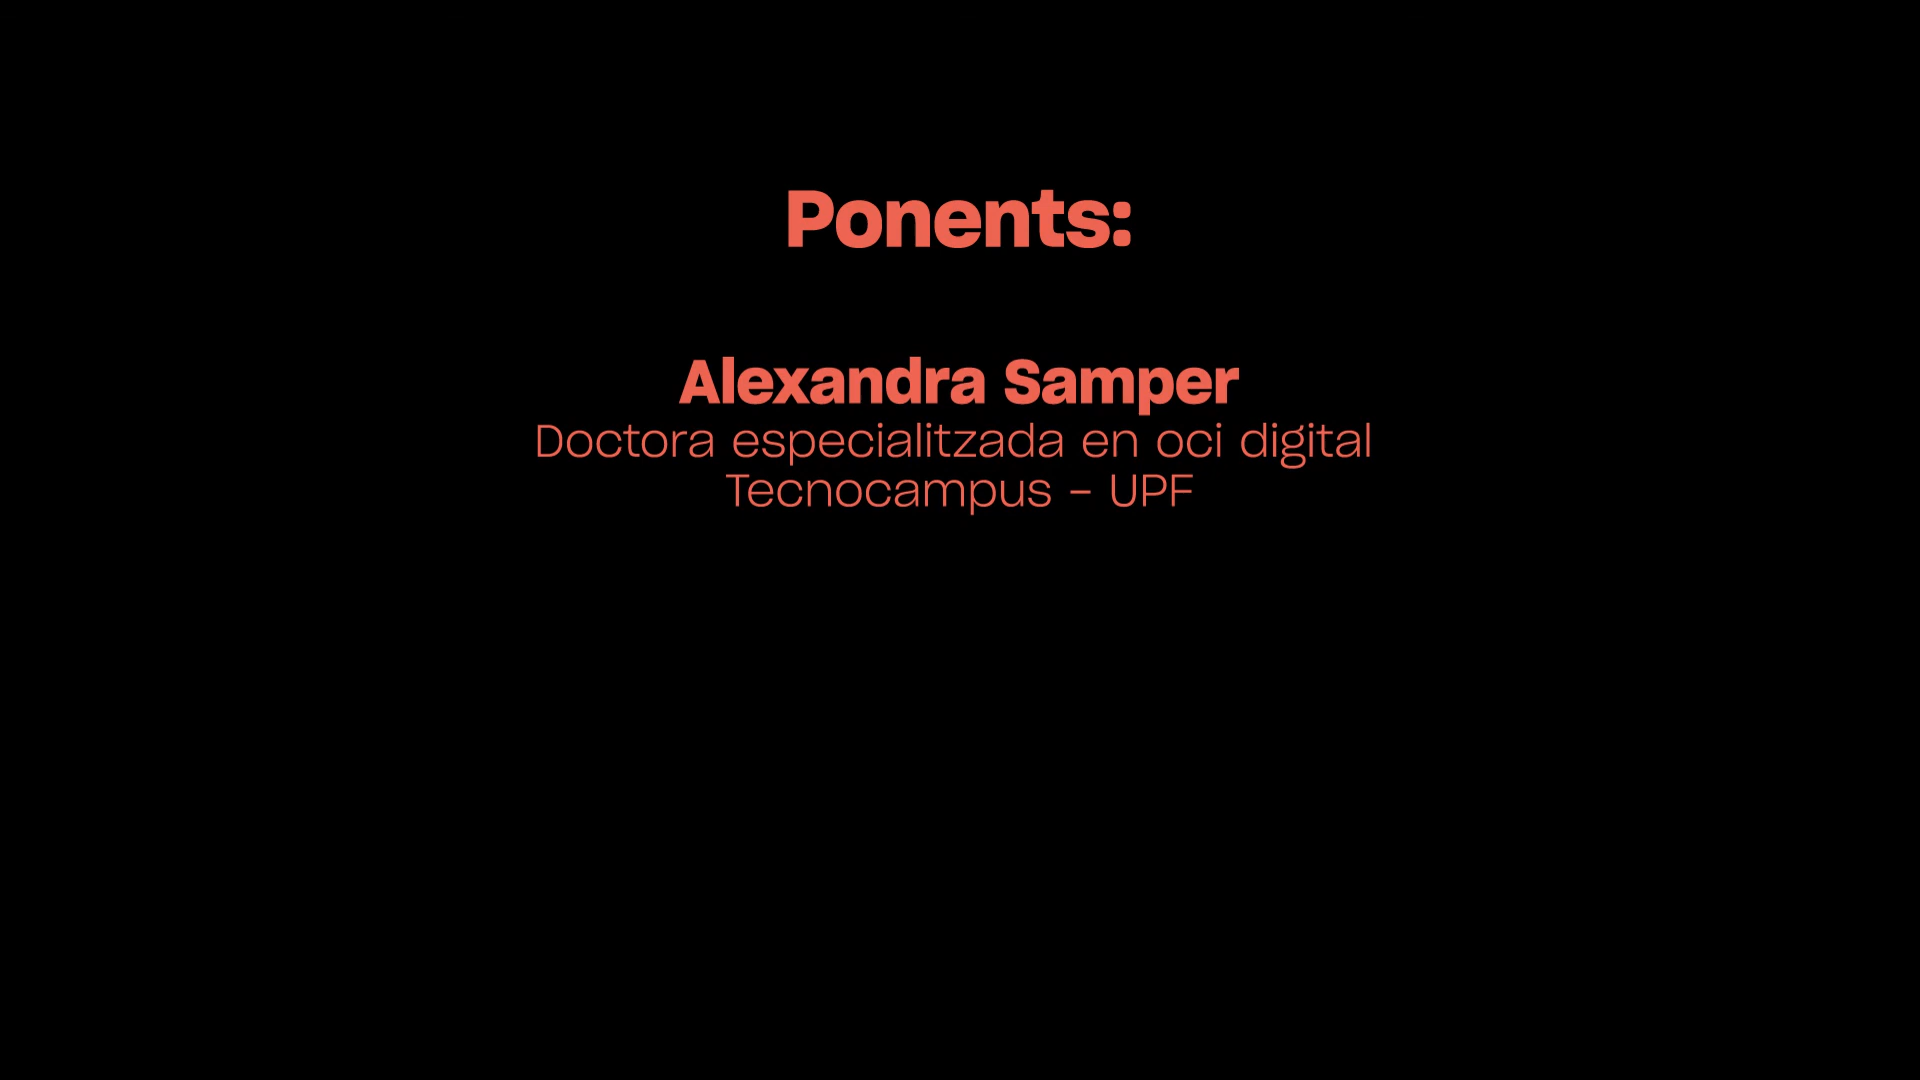 Ponents:
Alexandra Samper
Doctora especialitzada en oci digital
Tecnocampus - UPF